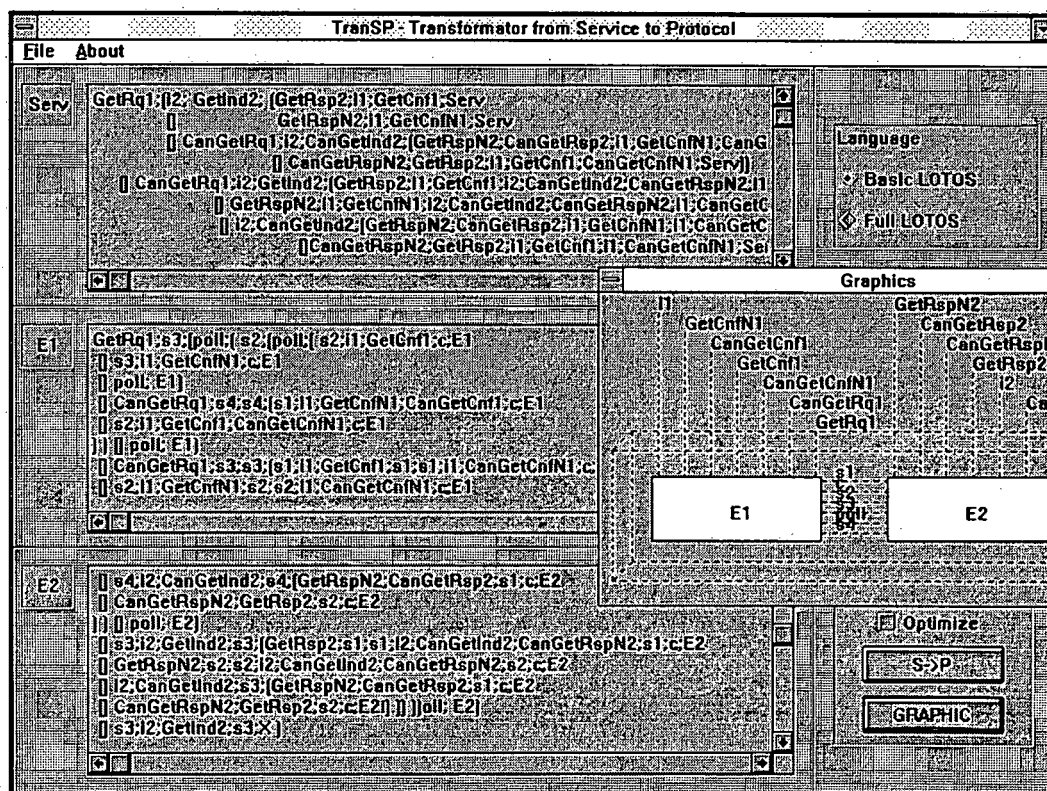 TranSP - Transformator from Service to Protocol
File About
Serv
GetRq1;(I2; GetInd2; (GetRsp2;I1;GetCnf1;Serv
[] GetRspN2;I1;GetCnfN1;Serv
[] CanGetRq1;I2;CanGetInd2;(GetRspN2;CanGetRsp2;I1;GetCnfN1;CanG
[] CanGetRspN2;GetRsp2;I1;GetCnf1;CanGetCnfN1;Serv))
[] CanGetRq1;I2;GetInd2;(GetRsp2;I1;GetCnf1;I2;CanGetInd2;CanGetRspN2;I1
[] GetRspN2;I1;GetCnfN1;I2;CanGetInd2;CanGetRspN2;I1;CanGetC
[] I2;CanGetInd2;(GetRspN2;CanGetRsp2;I1;GetCnfN1;I1;CanGetC
[]CanGetRspN2;GetRsp2;I1;GetCnf1;I1;CanGetCnfN1;Ser
Language
Basic LOTOS
Full LOTOS
E1
GetRq1;s3;(poll;( s2;(poll;( s2;I1;GetCnf1;c;E1
[] s3;I1;GetCnfN1;c;E1
[] poll; E1)
[] CanGetRq1;s4;s4;(s1;I1;GetCnfN1;CanGetCnf1;c;E1
[] s2;I1;GetCnf1;CanGetCnfN1;c;E1
) ) [] poll; E1)
[] CanGetRq1;s3;s3;(s1;I1;GetCnf1;s1;s1;I1;CanGetCnfN1;c;
[] s2;I1;GetCnfN1;s2;s2;I1;CanGetCnfN1;c;E1
Graphics
I1
GetCnfN1
CanGetCnf1
GetCnf1
CanGetCnfN1
CanGetRq1
GetRq1
GetRspN2
CanGetRsp2
CanGetRspI
GetRsp2
I2
Ca
E1
s1
poll
s4
E2
E2
[] s4;I2;CanGetInd2;s4;(GetRspN2;CanGetRsp2;s1;c;E2
[] CanGetRspN2;GetRsp2;s2;c;E2
) ) [] poll; E2)
[] s3;I2;GetInd2;s3;(GetRsp2;s1;s1;I2;CanGetInd2;CanGetRspN2;s1;c;E2
[] GetRspN2;s2;s2;I2;CanGetInd2;CanGetRspN2;s2;c;E2
[] I2;CanGetInd2;s3;(GetRspN2;CanGetRsp2;s1;c;E2
[] CanGetRspN2;GetRsp2;s2;c;E2[].]] ))oll; E2)
[] s3;I2;GetInd2;s3;X )
Optimize
S->P
GRAPHIC